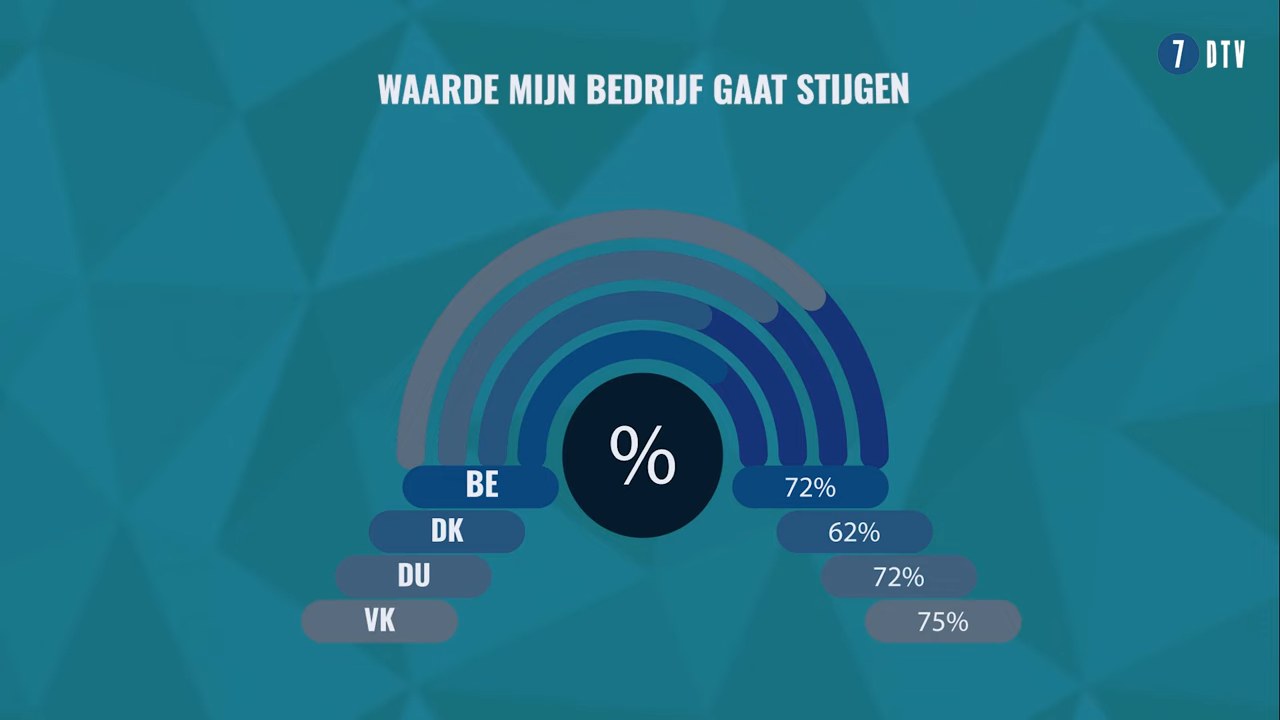 7 DTV
WAARDE MIJN BEDRIJF GAAT STIJGEN
%
BE 72%
DK 62%
DU 72%
VK 75%